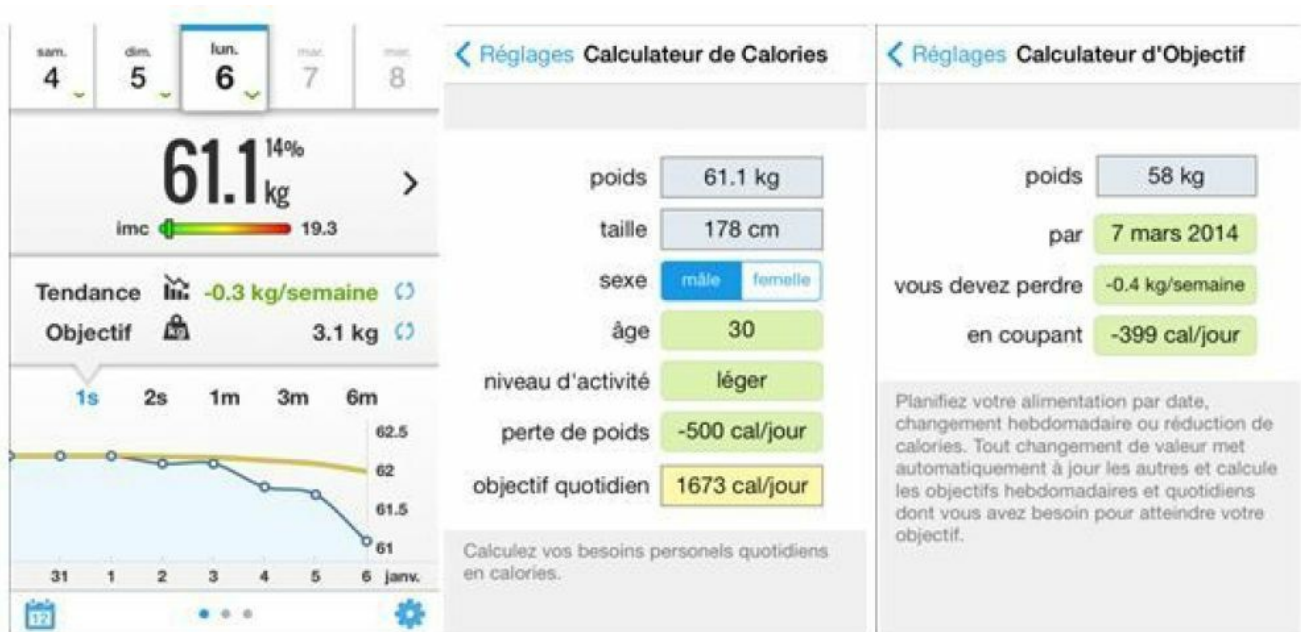 sam. dim. lun. mar. mer.
4 5 6 7 8
61.1 14%
kg
imc 19.3
Tendance -0.3 kg/semaine
Objectif kg 3.1 kg
1s 2s 1m 3m 6m
62.5
62
61.5
61
31 1 2 3 4 5 6 janv.
12
Réglages Calculateur de Calories
poids 61.1 kg
taille 178 cm
sexe mâle femelle
âge 30
niveau d'activité léger
perte de poids -500 cal/jour
objectif quotidien 1673 cal/jour
Calculez vos besoins personels quotidiens
en calories.
Réglages Calculateur d'Objectif
poids 58 kg
par 7 mars 2014
vous devez perdre -0.4 kg/semaine
en coupant -399 cal/jour
Planifiez votre alimentation par date,
changement hebdomadaire ou réduction de
calories. Tout changement de valeur met
automatiquement à jour les autres et calcule
les objectifs hebdomadaires et quotidiens
dont vous avez besoin pour atteindre votre
objectif.